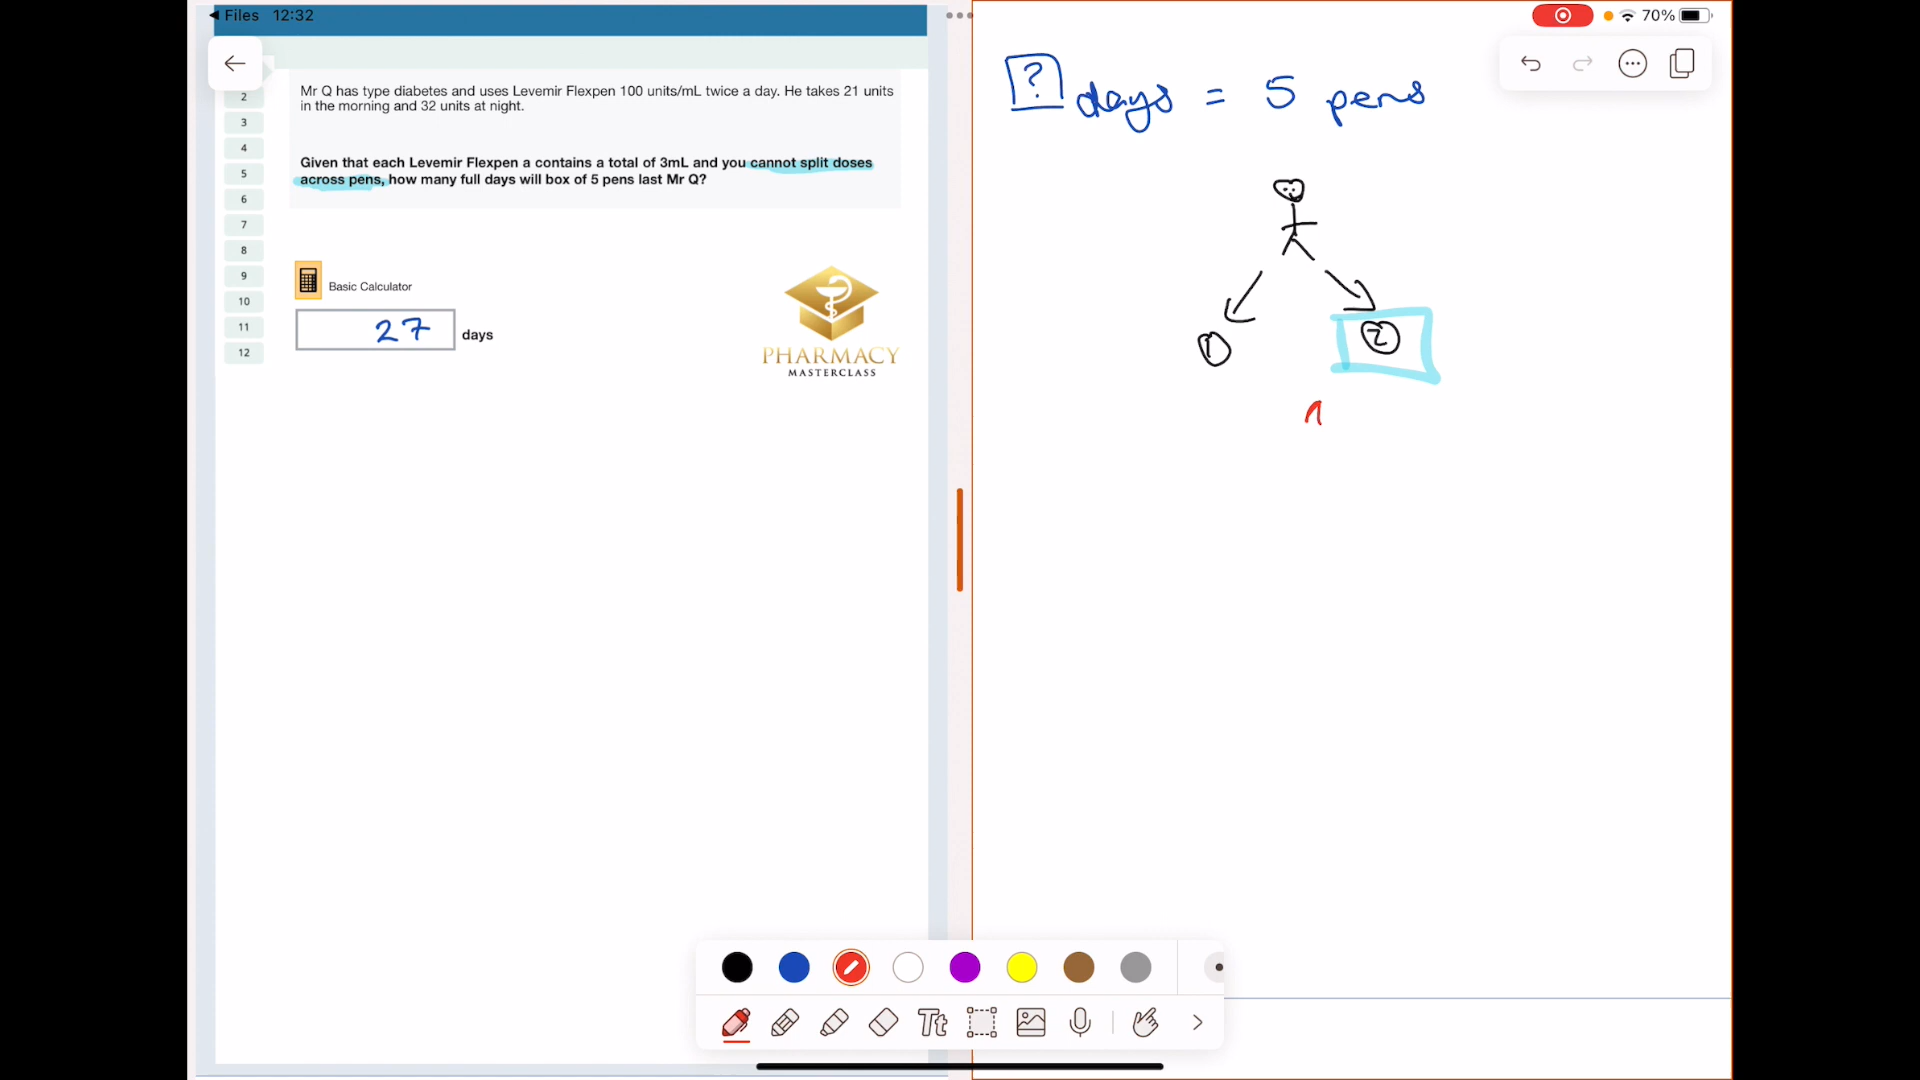 Files 12:32
70%
2
3
4
5
6
7
8
9
10
11
12
Mr Q has type diabetes and uses Levemir Flexpen 100 units/mL twice a day. He takes 21 units
in the morning and 32 units at night.
Given that each Levemir Flexpen a contains a total of 3mL and you cannot split doses
across pens, how many full days will box of 5 pens last Mr Q?
Basic Calculator
27 days
PHARMACY
MASTERCLASS
? days = 5 pens
1
2
Tt